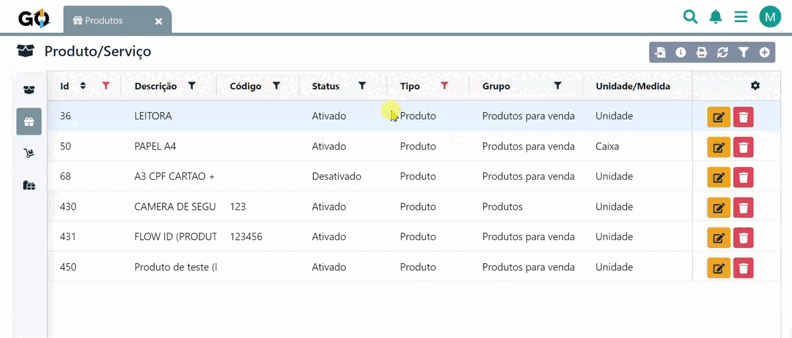 GO Produtos × M
Produto/Serviço
Id Descrição Código Status Tipo Grupo Unidade/Medida
36 LEITORA Ativado Produto Produtos para venda Unidade
50 PAPEL A4 Ativado Produto Produtos para venda Caixa
68 A3 CPF CARTAO + Desativado Produto Produtos para venda Unidade
430 CAMERA DE SEGU 123 Ativado Produto Produtos Unidade
431 FLOW ID (PRODUT 123456 Ativado Produto Produtos para venda Unidade
450 Produto de teste (I Ativado Produto Produtos para venda Unidade